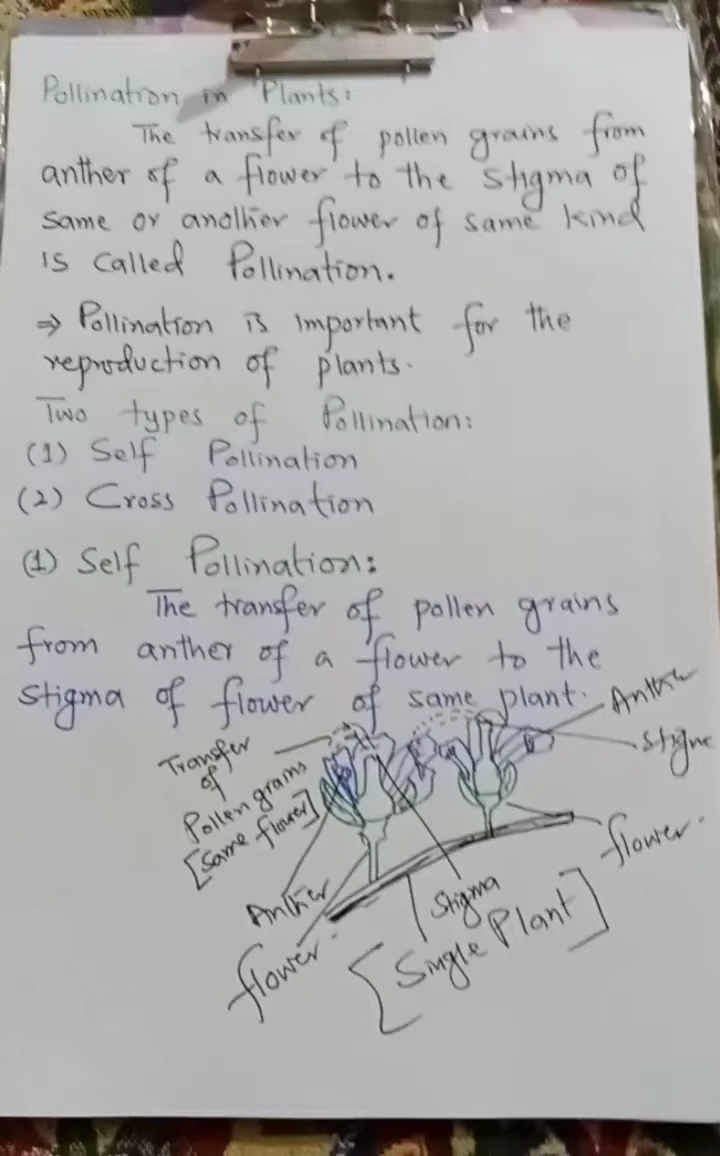 Pollination in Plants:
The transfer of pollen grains from
anther of a flower to the stigma of
same or another flower of same kind
is called Pollination.
⇒ Pollination is important for the
reproduction of plants.
Two types of Pollination:
(1) Self Pollination
(2) Cross Pollination
(1) Self Pollination:
The transfer of pollen grains
from anther of a flower to the
stigma of flower of same plant.
Anther
Stigma
Transfer
of
Pollen grains
[Same flower]
flower.
Anther
Stigma
flower.
[Single Plant]